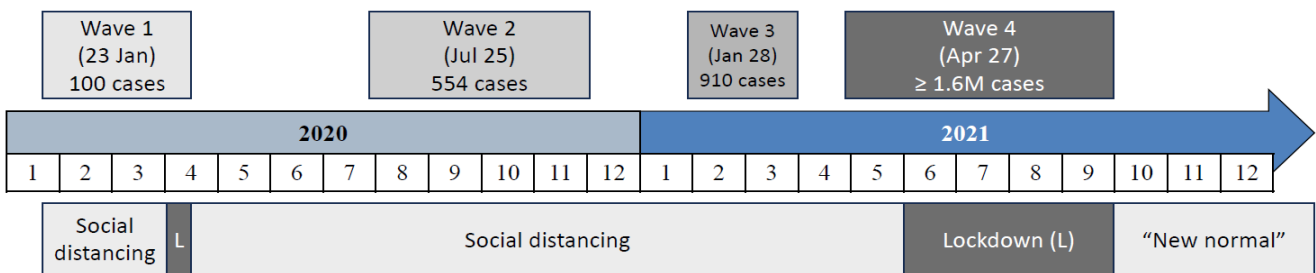 Wave 1
(23 Jan)
100 cases
Wave 2
(Jul 25)
554 cases
Wave 3
(Jan 28)
910 cases
Wave 4
(Apr 27)
≥ 1.6M cases
2020
2021
1 2 3 4 5 6 7 8 9 10 11 12 1 2 3 4 5 6 7 8 9 10 11 12
Social
distancing
L
Social distancing
Lockdown (L)
“New normal”